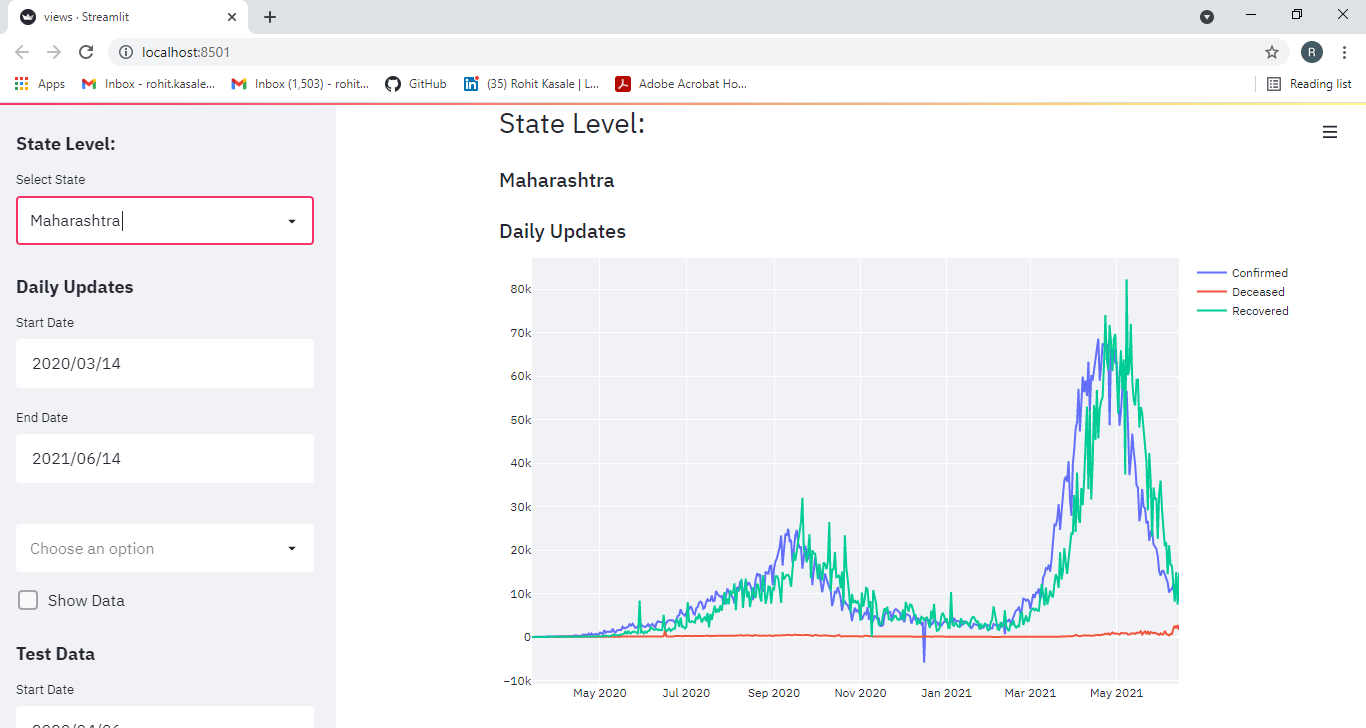 views · Streamlit
localhost:8501
R
Apps
Inbox - rohit.kasale...
Inbox (1,503) - rohit...
GitHub
(35) Rohit Kasale | L...
Adobe Acrobat Ho...
Reading list
State Level:
Select State
Maharashtra
Daily Updates
Start Date
2020/03/14
End Date
2021/06/14
Choose an option
Show Data
Test Data
Start Date
State Level:
Maharashtra
Daily Updates
80k
70k
60k
50k
40k
30k
20k
10k
0
−10k
May 2020 Jul 2020 Sep 2020 Nov 2020 Jan 2021 Mar 2021 May 2021
Confirmed
Deceased
Recovered